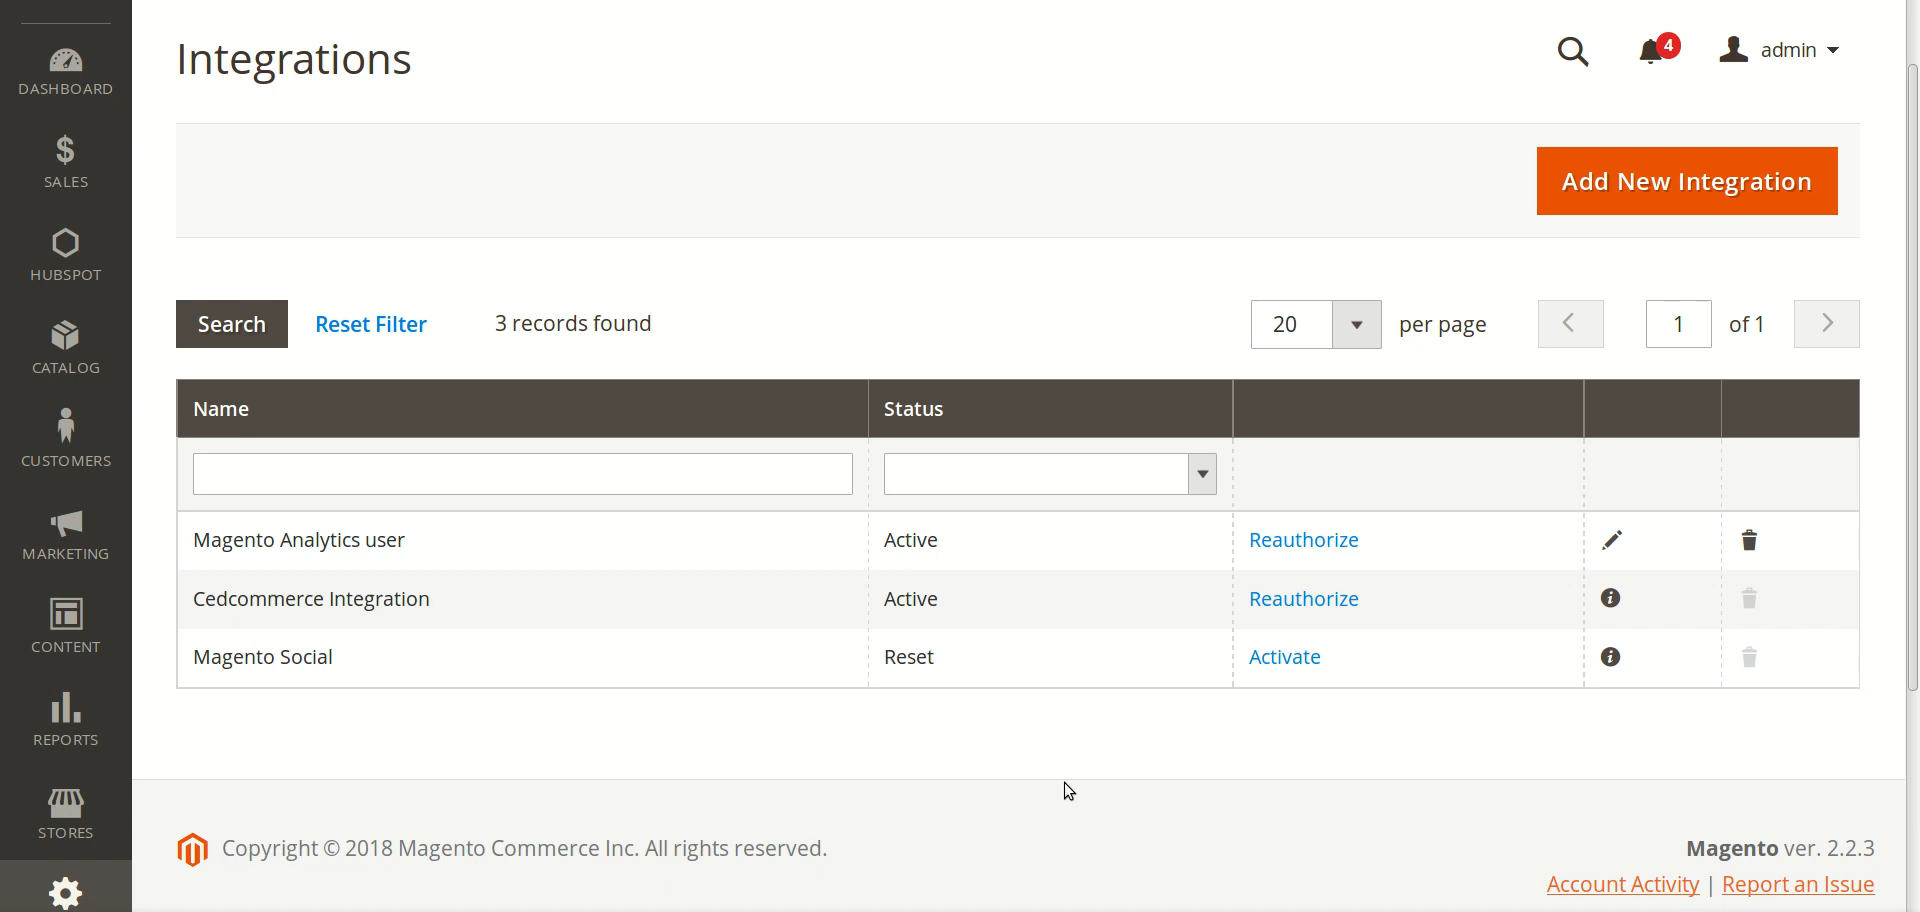 Integrations
4
admin
DASHBOARD
SALES
HUBSPOT
CATALOG
CUSTOMERS
MARKETING
CONTENT
REPORTS
STORES
Add New Integration
Search Reset Filter 3 records found 20 per page 1 of 1
Name Status
Magento Analytics user Active Reauthorize
Cedcommerce Integration Active Reauthorize
Magento Social Reset Activate
Copyright © 2018 Magento Commerce Inc. All rights reserved.
Magento ver. 2.2.3
Account Activity | Report an Issue